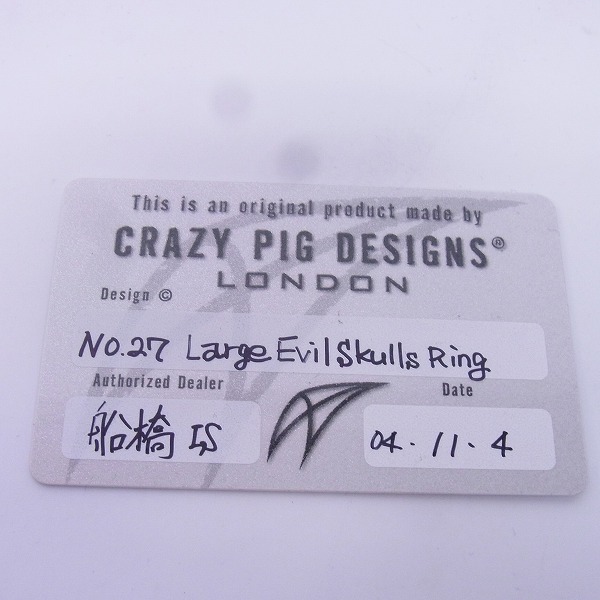 This is an original product made by
CRAZY PIG DESIGNS®
LONDON
Design ©
No.27 Large Evil Skulls Ring
Authorized Dealer
Date
船橋 IS
04.11.4